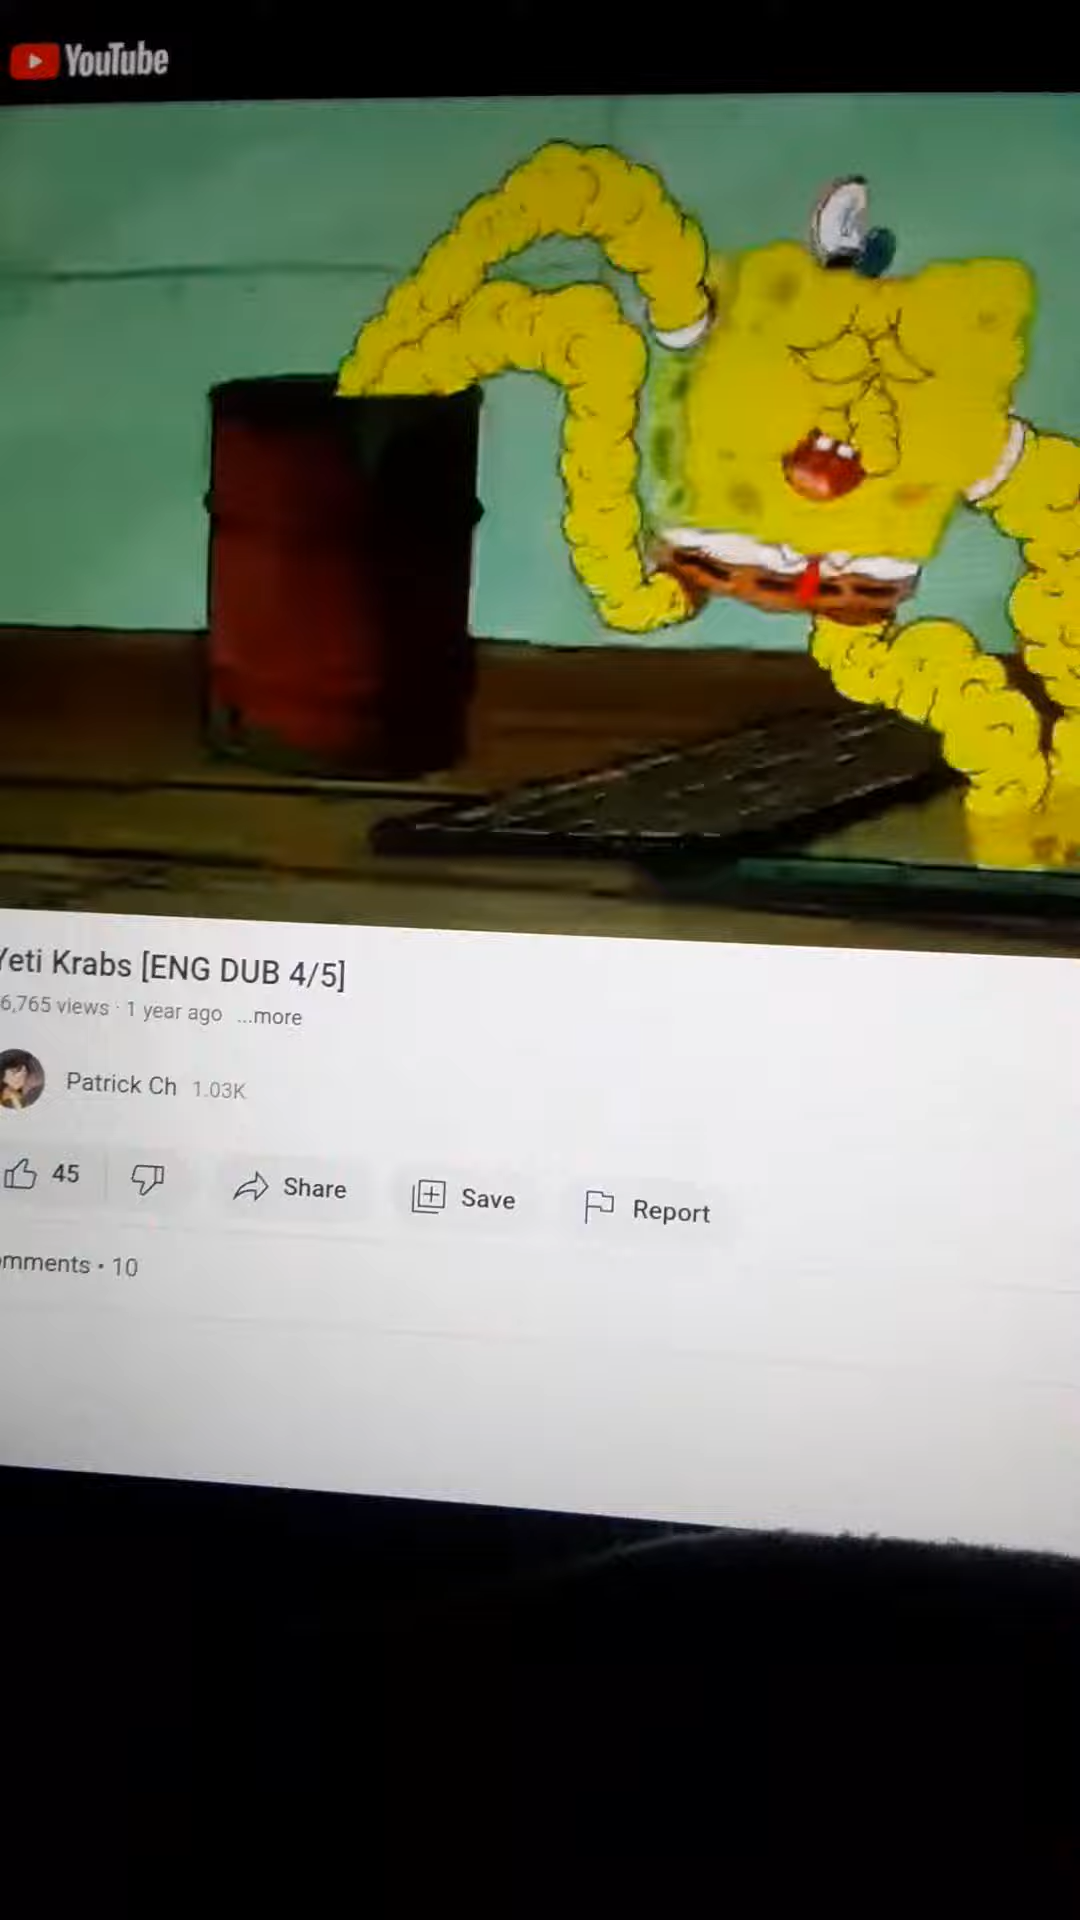 YouTube
Yeti Krabs [ENG DUB 4/5]
6,765 views · 1 year ago ...more
Patrick Ch 1.03K
45 Share Save Report
omments • 10